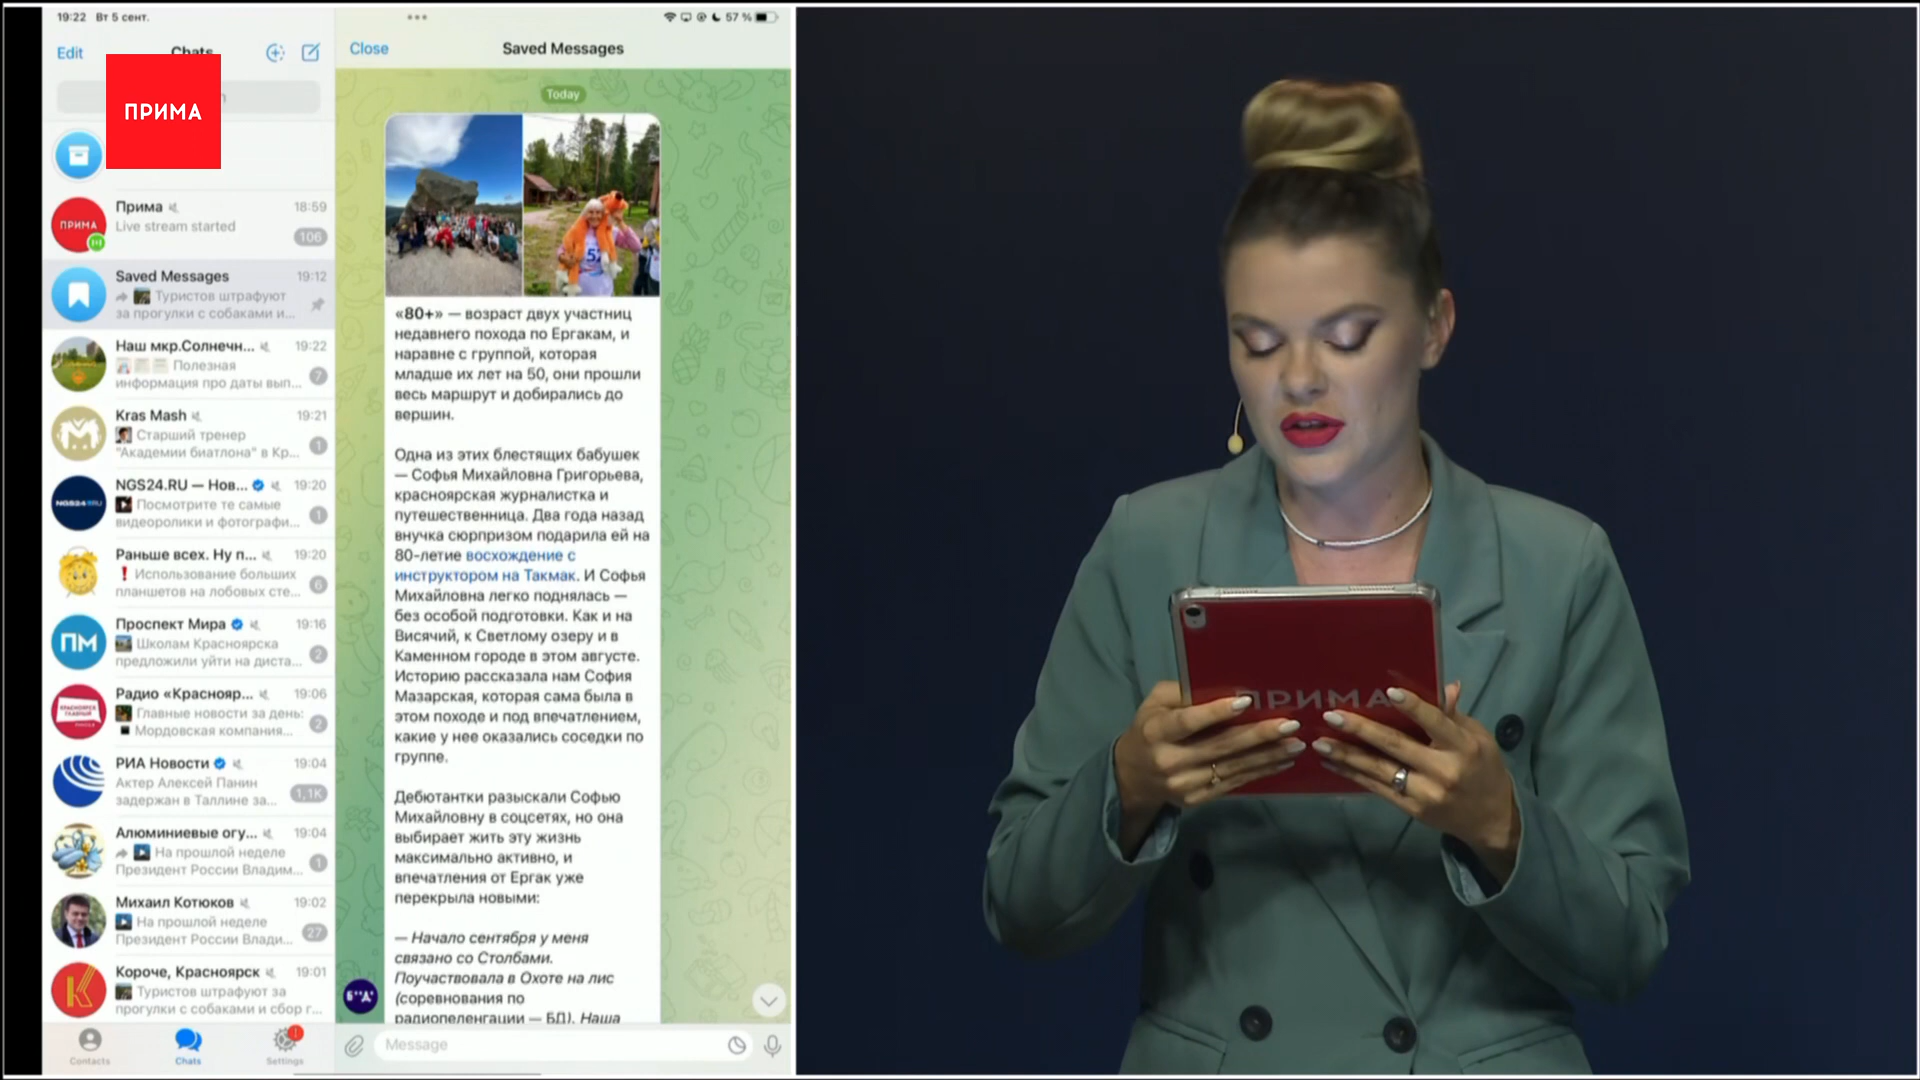 19:22 Вт 5 сент.
57 %
Edit
Chats
ПРИМА
Прима
18:59
Live stream started
106
ПРИМА
Saved Messages
19:12
Туристов штрафуют
за прогулки с собаками и...
Наш мкр.Солнечн...
19:22
Полезная
информация про даты вып...
7
Kras Mash
19:21
Старший тренер
"Академии биатлона" в Кр...
1
NGS24.RU — Нов...
19:20
NGS24.RU
Посмотрите те самые
видеоролики и фотографи...
1
Раньше всех. Ну п...
19:20
Использование больших
планшетов на лобовых сте...
6
Проспект Мира
19:16
ПМ
Школам Красноярска
предложили уйти на диста...
2
Радио «Краснояр...
19:06
Главные новости за день:
Мордовская компания...
2
РИА Новости
19:04
Актер Алексей Панин
задержан в Таллине за...
1,1K
Алюминиевые огу...
19:04
На прошлой неделе
Президент России Владим...
1
Михаил Котюков
19:02
На прошлой неделе
Президент России Влади...
27
Короче, Красноярск
19:01
Туристов штрафуют за
прогулки с собаками и сбор г...
Contacts
Chats
Settings
Close
Saved Messages
Today
«80+» — возраст двух участниц
недавнего похода по Ергакам, и
наравне с группой, которая
младше их лет на 50, они прошли
весь маршрут и добирались до
вершин.
Одна из этих блестящих бабушек
— Софья Михайловна Григорьева,
красноярская журналистка и
путешественница. Два года назад
внучка сюрпризом подарила ей на
80-летие восхождение с
инструктором на Такмак. И Софья
Михайловна легко поднялась —
без особой подготовки. Как и на
Висячий, к Светлому озеру и в
Каменном городе в этом августе.
Историю рассказала нам София
Мазарская, которая сама была в
этом походе и под впечатлением,
какие у нее оказались соседки по
группе.
Дебютантки разыскали Софью
Михайловну в соцсетях, но она
выбирает жить эту жизнь
максимально активно, и
впечатления от Ергак уже
перекрыла новыми:
— Начало сентября у меня
связано со Столбами.
Поучаствовала в Охоте на лис
(соревнования по
радиопеленгации — БД). Наша
Message
ПРИМА